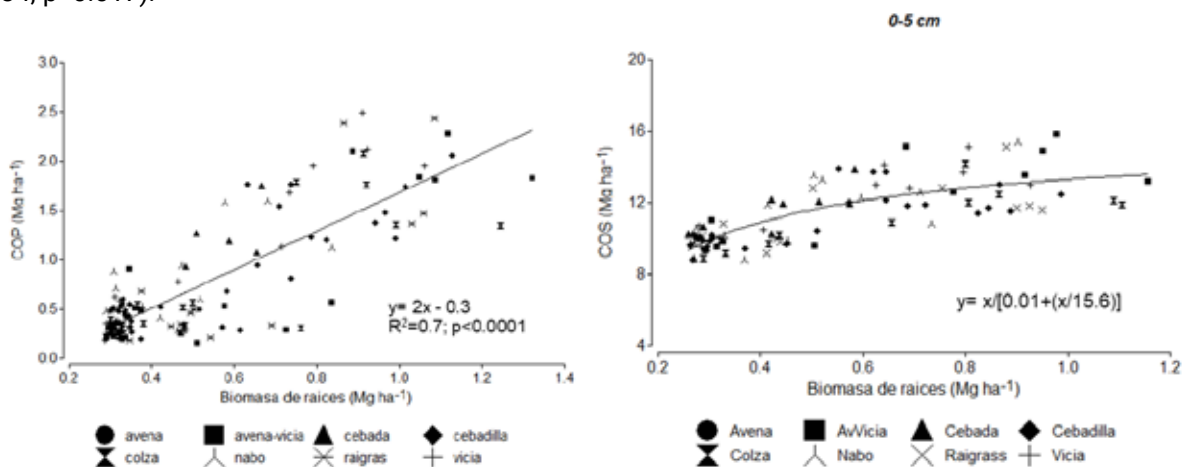 0-5 cm
3.0
2.5
2.0
1.5
1.0
0.5
0.0
COP (Mg ha⁻¹)
y= 2x - 0.3
R²=0.7; p<0.0001
0.2 0.4 0.6 0.8 1.0 1.2 1.4
Biomasa de raices (Mg ha⁻¹)
avena avena-vicia cebada cebadilla
colza nabo raigras vicia
20
16
12
8
4
COS (Mg ha⁻¹)
y= x/[0.01+(x/15.6)]
0.2 0.4 0.6 0.8 1.0 1.2
Biomasa de raices (Mg ha⁻¹)
Avena AvVicia Cebada Cebadilla
Colza Nabo Raigrass Vicia